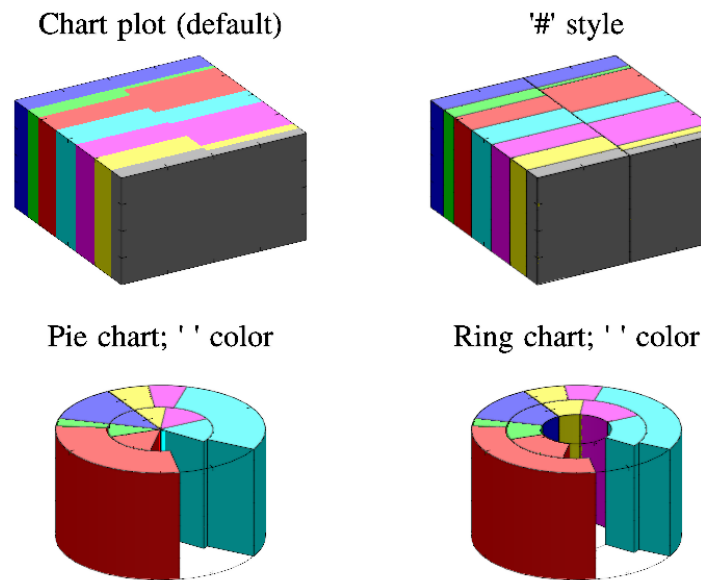 Chart plot (default)
'#' style
Pie chart; ' ' color
Ring chart; ' ' color